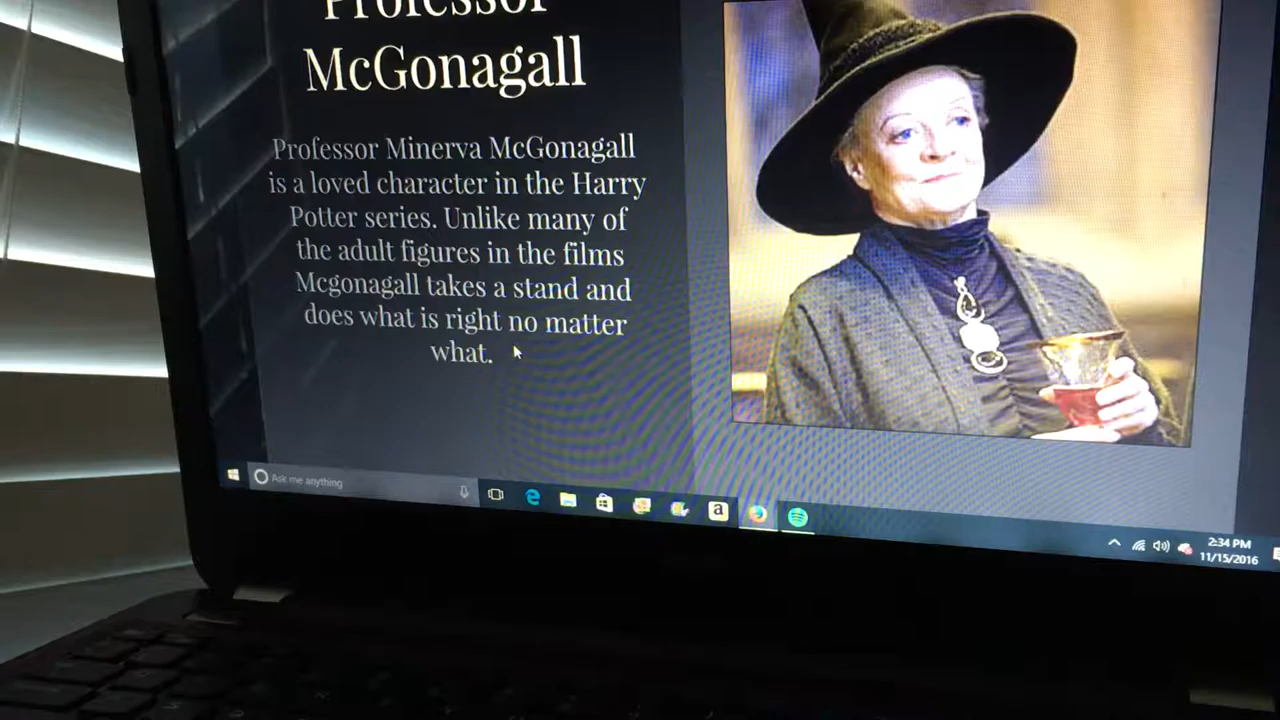 Professor
McGonagall
Professor Minerva McGonagall
is a loved character in the Harry
Potter series. Unlike many of
the adult figures in the films
Mcgonagall takes a stand and
does what is right no matter
what.
Ask me anything
a
2:34 PM
11/15/2016